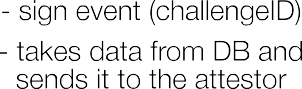 - sign event (challengeID)
- takes data from DB and
sends it to the attestor